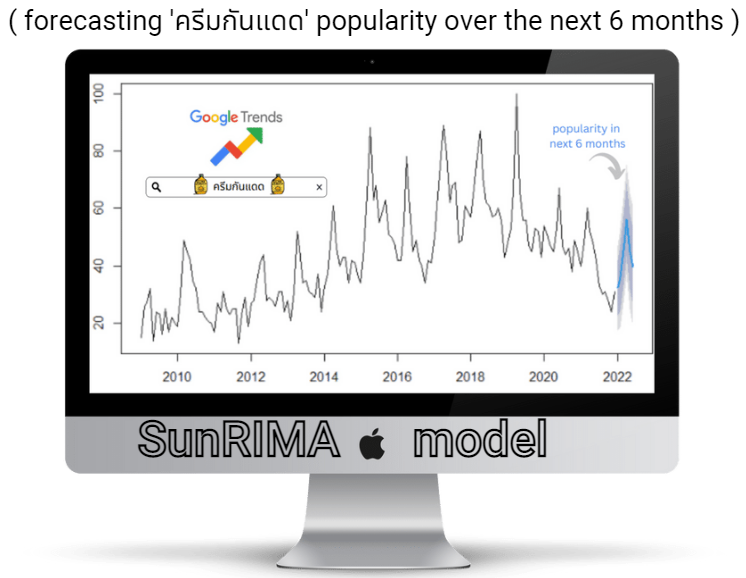 ( forecasting 'ครีมกันแดด' popularity over the next 6 months )
Google Trends
ครีมกันแดด ×
popularity in
next 6 months
100
80
60
40
20
2010 2012 2014 2016 2018 2020 2022
SunRIMA model